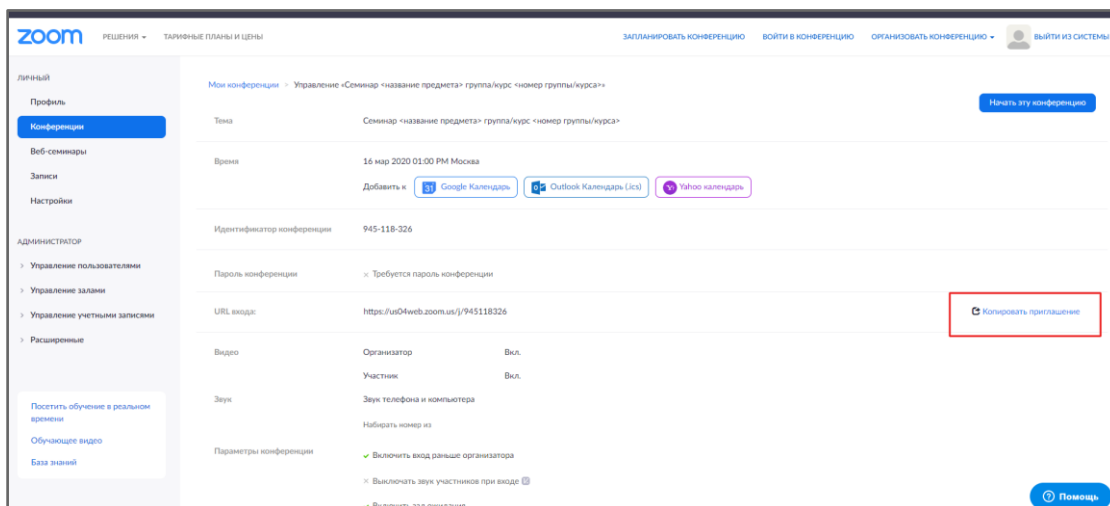 zoom РЕШЕНИЯ ТАРИФНЫЕ ПЛАНЫ И ЦЕНЫ ЗАПЛАНИРОВАТЬ КОНФЕРЕНЦИЮ ВОЙТИ В КОНФЕРЕНЦИЮ ОРГАНИЗОВАТЬ КОНФЕРЕНЦИЮ ВЫЙТИ ИЗ СИСТЕМЫ
ЛИЧНЫЙ
Профиль
Конференции
Веб-семинары
Записи
Настройки
АДМИНИСТРАТОР
Управление пользователями
Управление залами
Управление учетными записями
Расширенные
Посетить обучение в реальном
времени
Обучающее видео
База знаний
Мои конференции > Управление «Семинар <название предмета> группа/курс <номер группы/курса>»
Начать эту конференцию
Тема Семинар <название предмета> группа/курс <номер группы/курса>
Время 16 мар 2020 01:00 PM Москва
Добавить к 31 Google Календарь Outlook Календарь (.ics) Yahoo календарь
Идентификатор конференции 945-118-326
Пароль конференции × Требуется пароль конференции
URL входа: https://us04web.zoom.us/j/945118326 Копировать приглашение
Видео Организатор Вкл.
Участник Вкл.
Звук Звук телефона и компьютера
Набирать номер из
Параметры конференции ✓ Включить вход раньше организатора
× Выключать звук участников при входе
Включить зал ожидания
Помощь